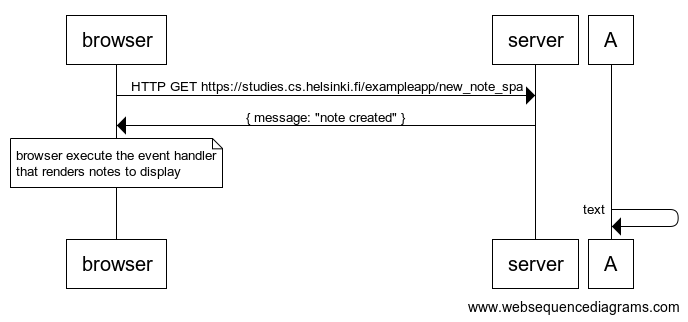 browser
server
A
HTTP GET https://studies.cs.helsinki.fi/exampleapp/new_note_spa
{ message: "note created" }
browser execute the event handler
that renders notes to display
text
browser
server
A
www.websequencediagrams.com